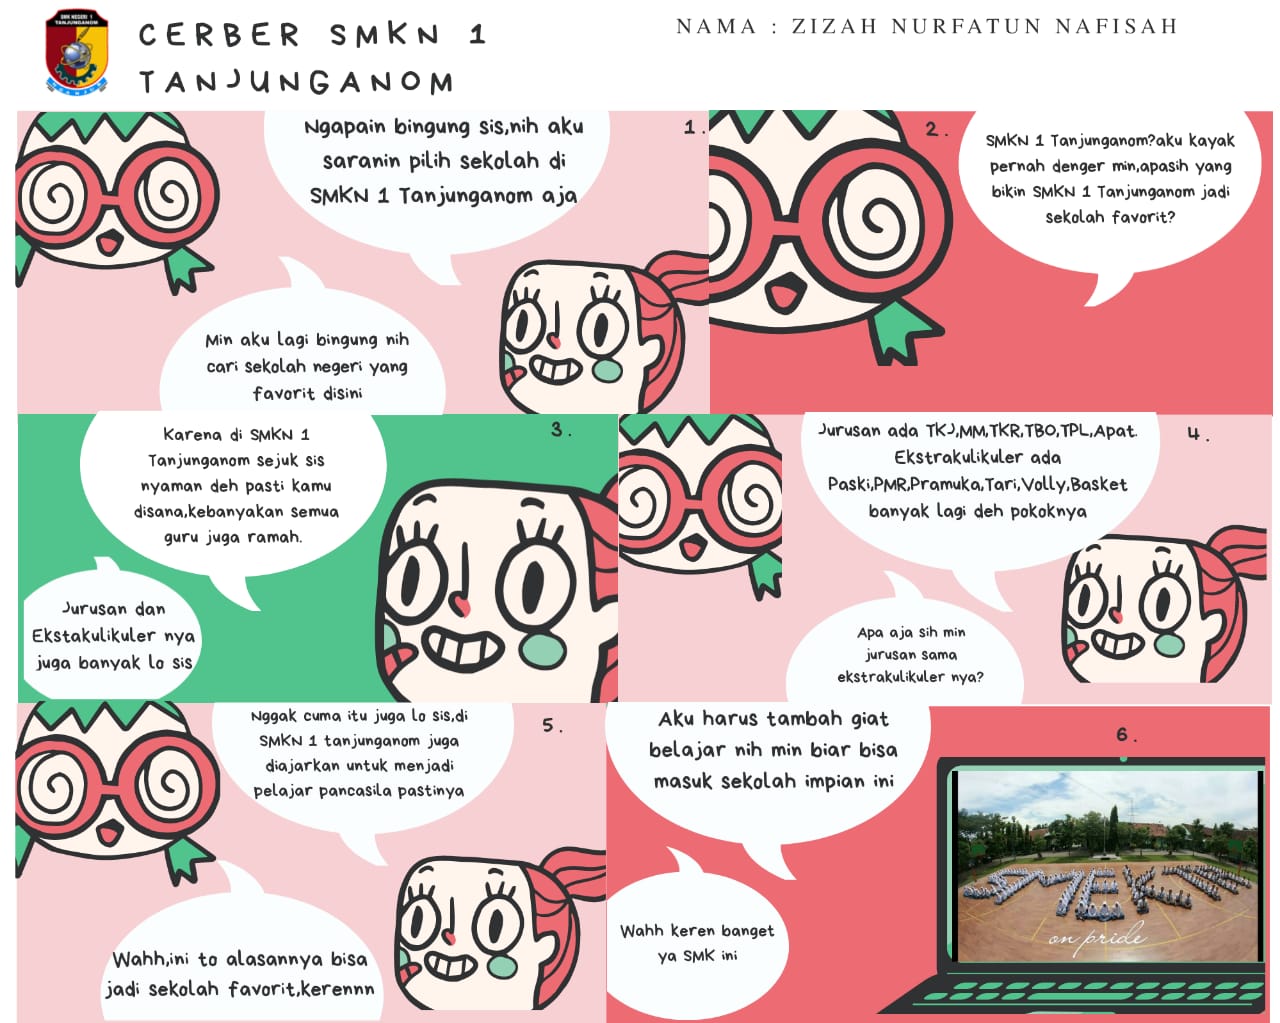 SMK NEGERI 1
TANJUNGANOM
NGANJUK
CERBER SMKN 1
TANJUNGANOM
NAMA : ZIZAH NURFATUN NAFISAH
1.
Ngapain bingung sis,nih aku
saranin pilih sekolah di
SMKN 1 Tanjunganom aja
Min aku lagi bingung nih
cari sekolah negeri yang
favorit disini
2.
SMKN 1 Tanjunganom?aku kayak
pernah denger min,apasih yang
bikin SMKN 1 Tanjunganom jadi
sekolah favorit?
3.
Karena di SMKN 1
Tanjunganom sejuk sis
nyaman deh pasti kamu
disana,kebanyakan semua
guru juga ramah.
Jurusan dan
Ekstakulikuler nya
juga banyak lo sis
4.
Jurusan ada TKJ,MM,TKR,TBO,TPL,Apat.
Ekstrakulikuler ada
Paski,PMR,Pramuka,Tari,Volly,Basket
banyak lagi deh pokoknya
Apa aja sih min
jurusan sama
ekstrakulikuler nya?
5.
Nggak cuma itu juga lo sis,di
SMKN 1 tanjunganom juga
diajarkan untuk menjadi
pelajar pancasila pastinya
Wahh,ini to alasannya bisa
jadi sekolah favorit,kerennn
6.
Aku harus tambah giat
belajar nih min biar bisa
masuk sekolah impian ini
Wahh keren banget
ya SMK ini
on pride